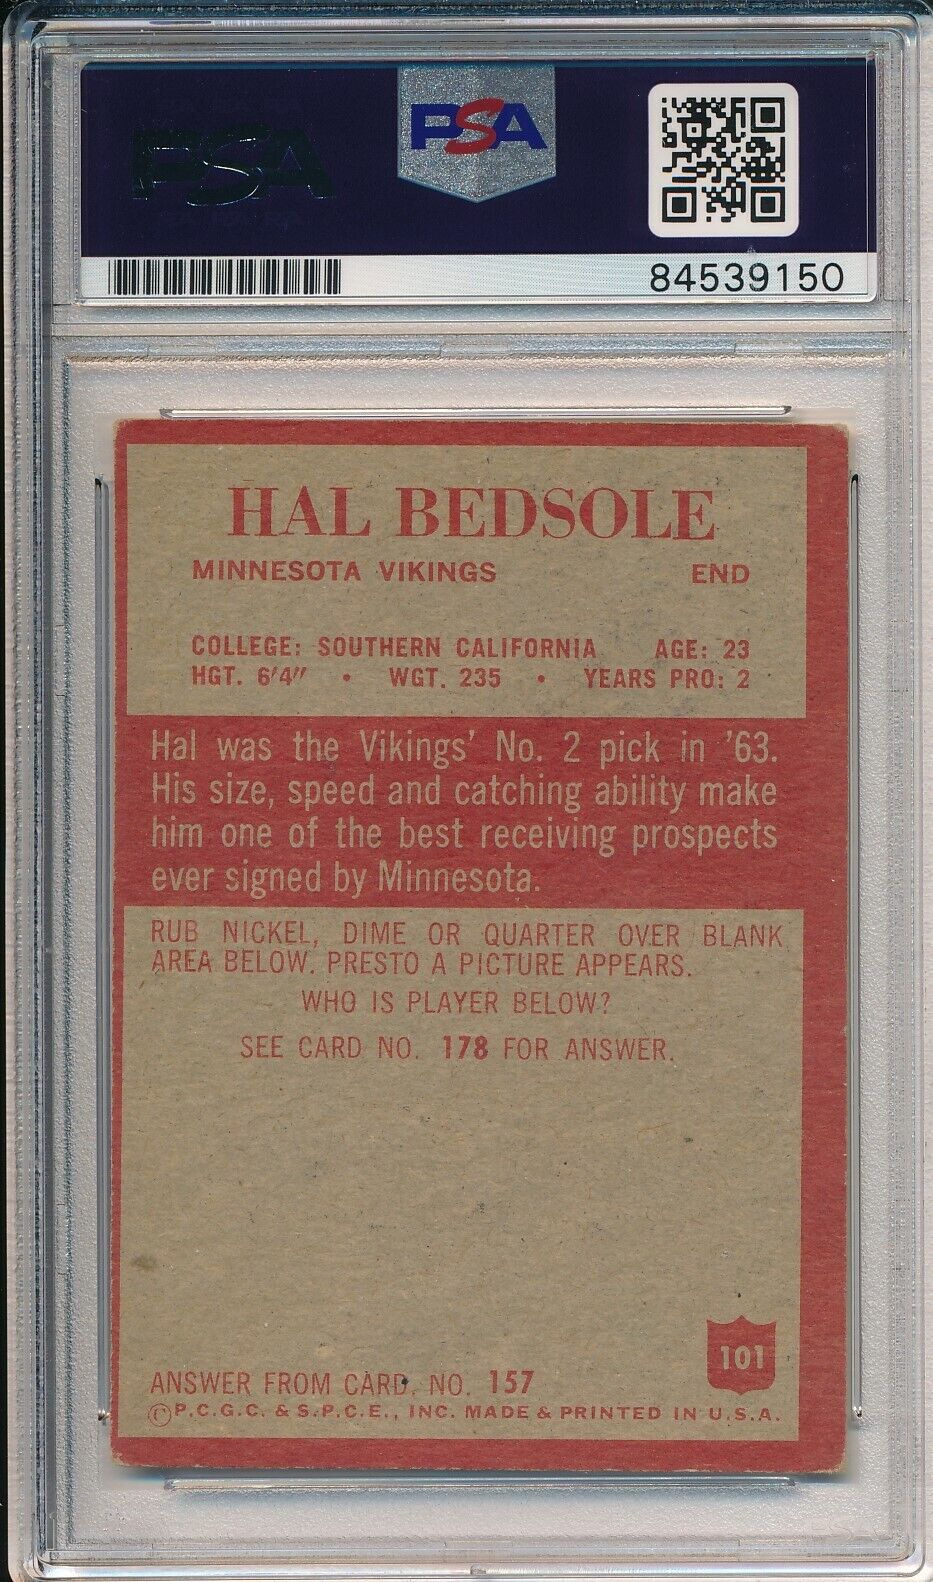 PSA
PSA
84539150
HAL BEDSOLE
MINNESOTA VIKINGS END
COLLEGE: SOUTHERN CALIFORNIA AGE: 23
HGT. 6'4" • WGT. 235 • YEARS PRO: 2
Hal was the Vikings' No. 2 pick in '63.
His size, speed and catching ability make
him one of the best receiving prospects
ever signed by Minnesota.
RUB NICKEL, DIME OR QUARTER OVER BLANK
AREA BELOW. PRESTO A PICTURE APPEARS.
WHO IS PLAYER BELOW?
SEE CARD NO. 178 FOR ANSWER.
101
ANSWER FROM CARD. NO. 157
©P.C.G.C. & S.P.C.E., INC. MADE & PRINTED IN U.S.A.